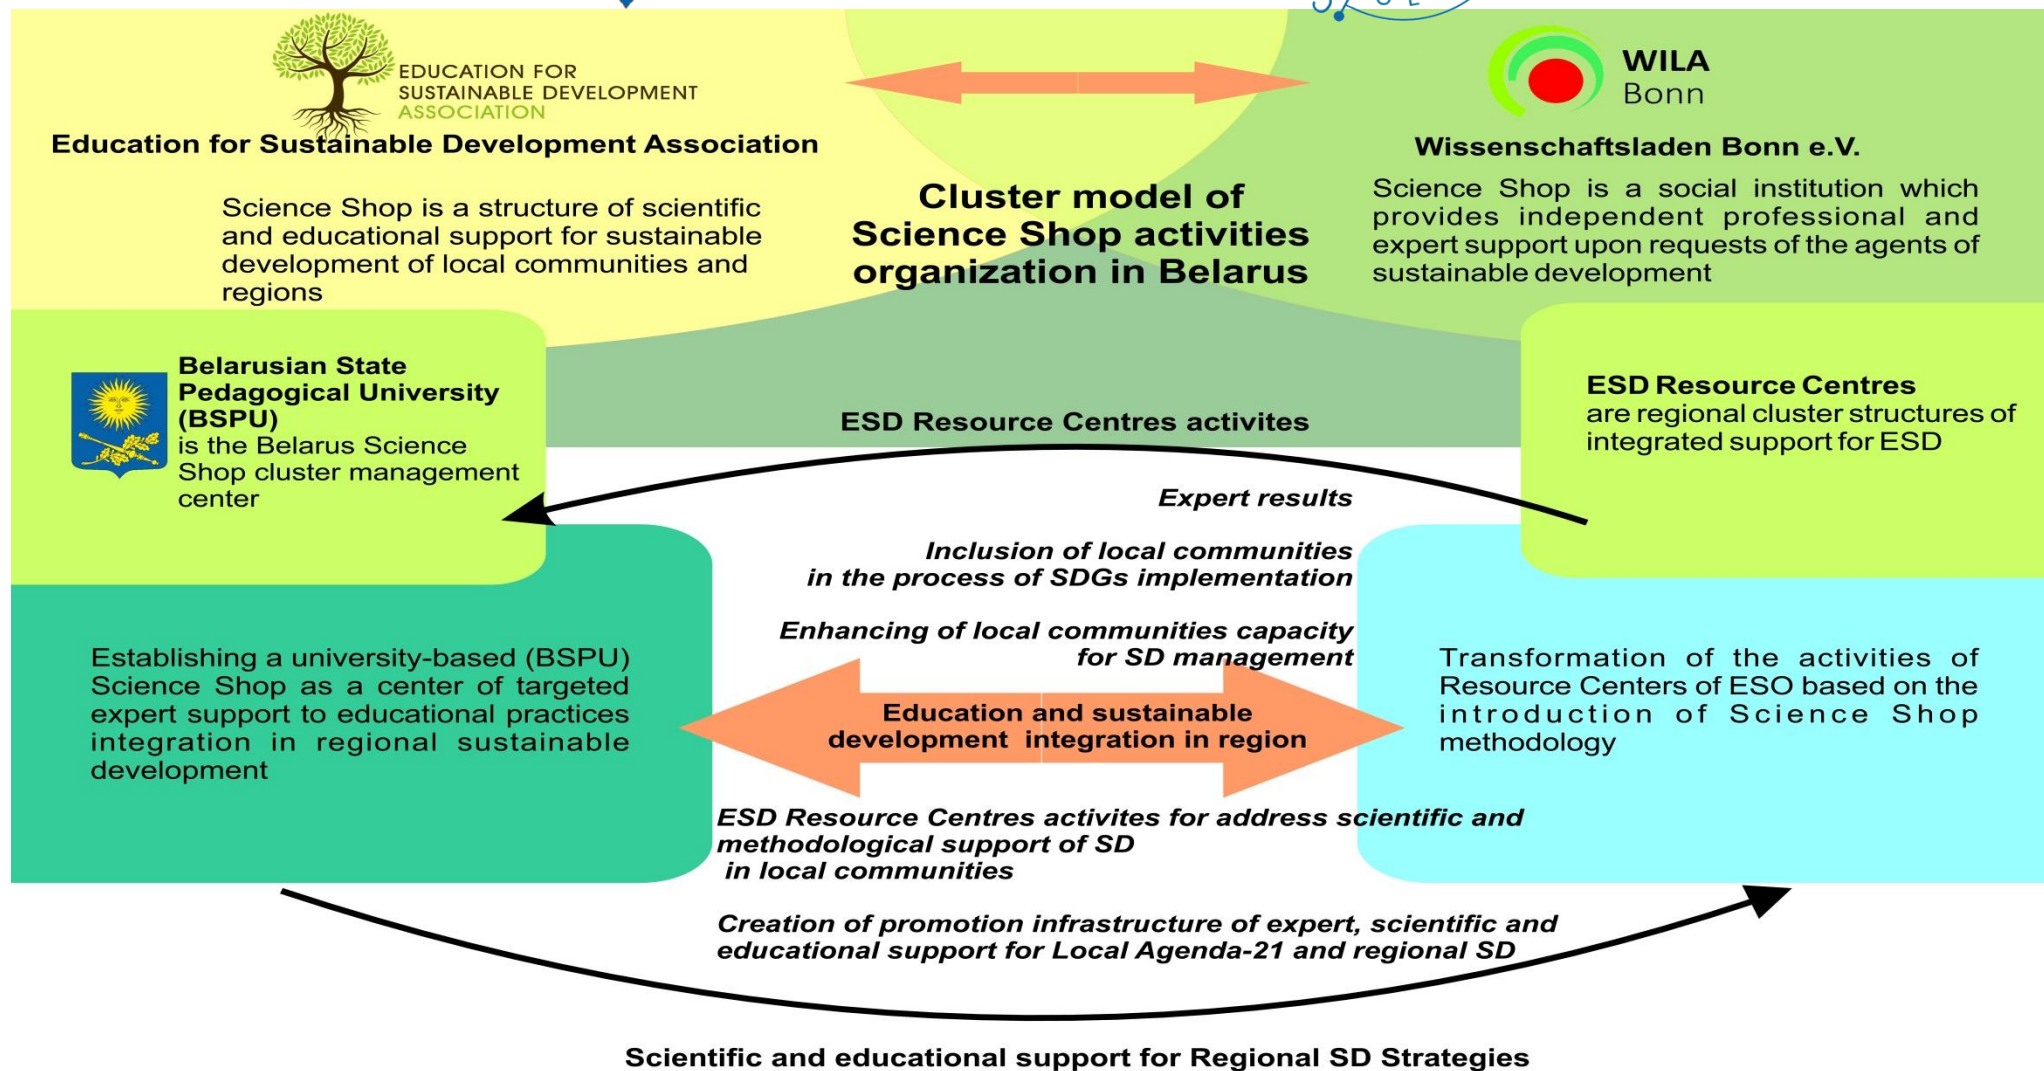 EDUCATION FOR
SUSTAINABLE DEVELOPMENT
ASSOCIATION
Education for Sustainable Development Association
Science Shop is a structure of scientific
and educational support for sustainable
development of local communities and
regions
Cluster model of
Science Shop activities
organization in Belarus
WILA
Bonn
Wissenschaftsladen Bonn e.V.
Science Shop is a social institution which
provides independent professional and
expert support upon requests of the agents of
sustainable development
Belarusian State
Pedagogical University
(BSPU)
is the Belarus Science
Shop cluster management
center
ESD Resource Centres activites
ESD Resource Centres
are regional cluster structures of
integrated support for ESD
Expert results
Inclusion of local communities
in the process of SDGs implementation
Enhancing of local communities capacity
for SD management
Establishing a university-based (BSPU)
Science Shop as a center of targeted
expert support to educational practices
integration in regional sustainable
development
Education and sustainable
development integration in region
Transformation of the activities of
Resource Centers of ESO based on the
introduction of Science Shop
methodology
ESD Resource Centres activites for address scientific and
methodological support of SD
in local communities
Creation of promotion infrastructure of expert, scientific and
educational support for Local Agenda-21 and regional SD
Scientific and educational support for Regional SD Strategies